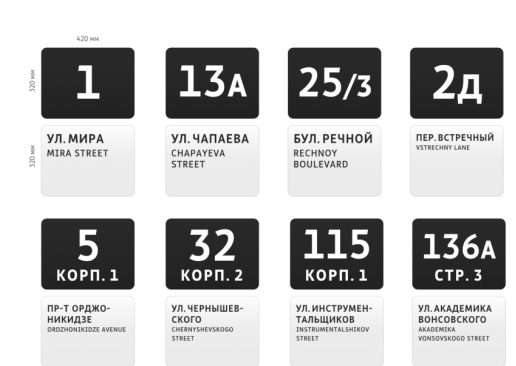 420 мм
320 мм
1
13А
25/3
2д
320 мм
УЛ. МИРА
MIRA STREET
УЛ. ЧАПАЕВА
CHAPAYEVA
STREET
БУЛ. РЕЧНОЙ
RECHNOY
BOULEVARD
ПЕР. ВСТРЕЧНЫЙ
VSTRECHNY LANE
5
КОРП. 1
32
КОРП. 2
115
КОРП. 1
136А
СТР. 3
ПР-Т ОРДЖО-
НИКИДЗЕ
ORDZHONIKIDZE AVENUE
УЛ. ЧЕРНЫШЕВ-
СКОГО
CHERNYSHEVSKOGO
STREET
УЛ. ИНСТРУМЕН-
ТАЛЬЩИКОВ
INSTRUMENTALSHIKOV
STREET
УЛ. АКАДЕМИКА
ВОНСОВСКОГО
AKADEMIKA
VONSOVSKOGO STREET